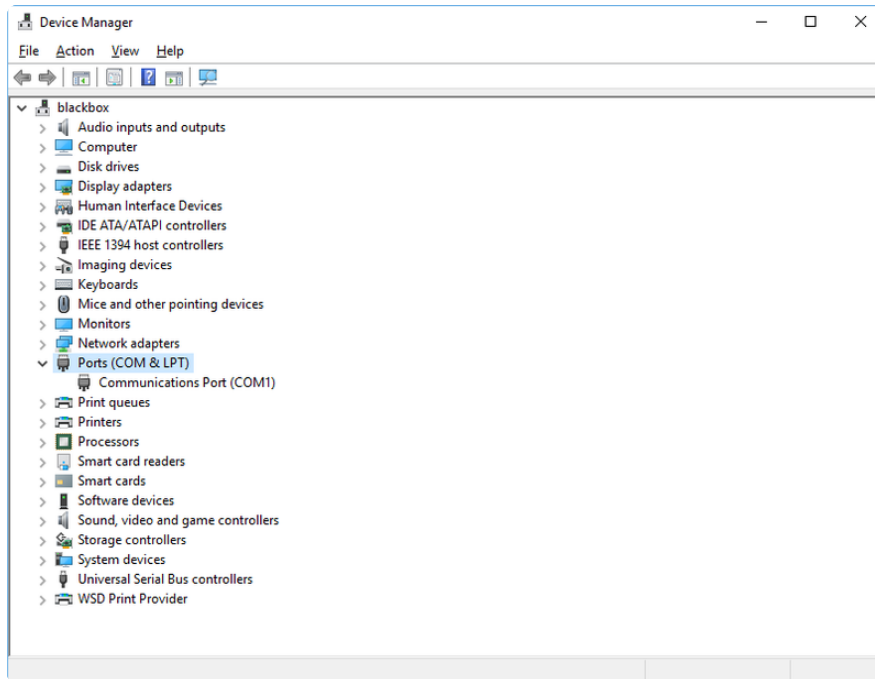 Device Manager
File Action View Help
blackbox
Audio inputs and outputs
Computer
Disk drives
Display adapters
Human Interface Devices
IDE ATA/ATAPI controllers
IEEE 1394 host controllers
Imaging devices
Keyboards
Mice and other pointing devices
Monitors
Network adapters
Ports (COM & LPT)
Communications Port (COM1)
Print queues
Printers
Processors
Smart card readers
Smart cards
Software devices
Sound, video and game controllers
Storage controllers
System devices
Universal Serial Bus controllers
WSD Print Provider